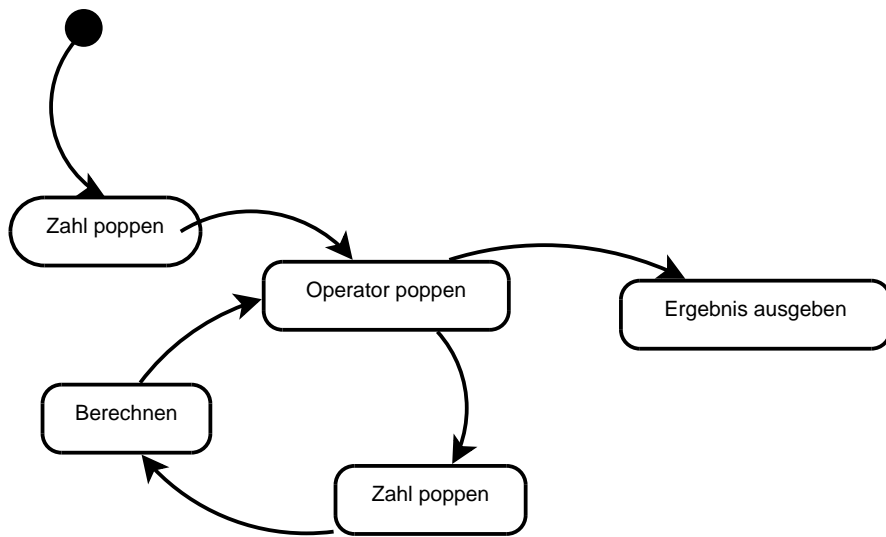 Zahl poppen
Operator poppen
Ergebnis ausgeben
Berechnen
Zahl poppen